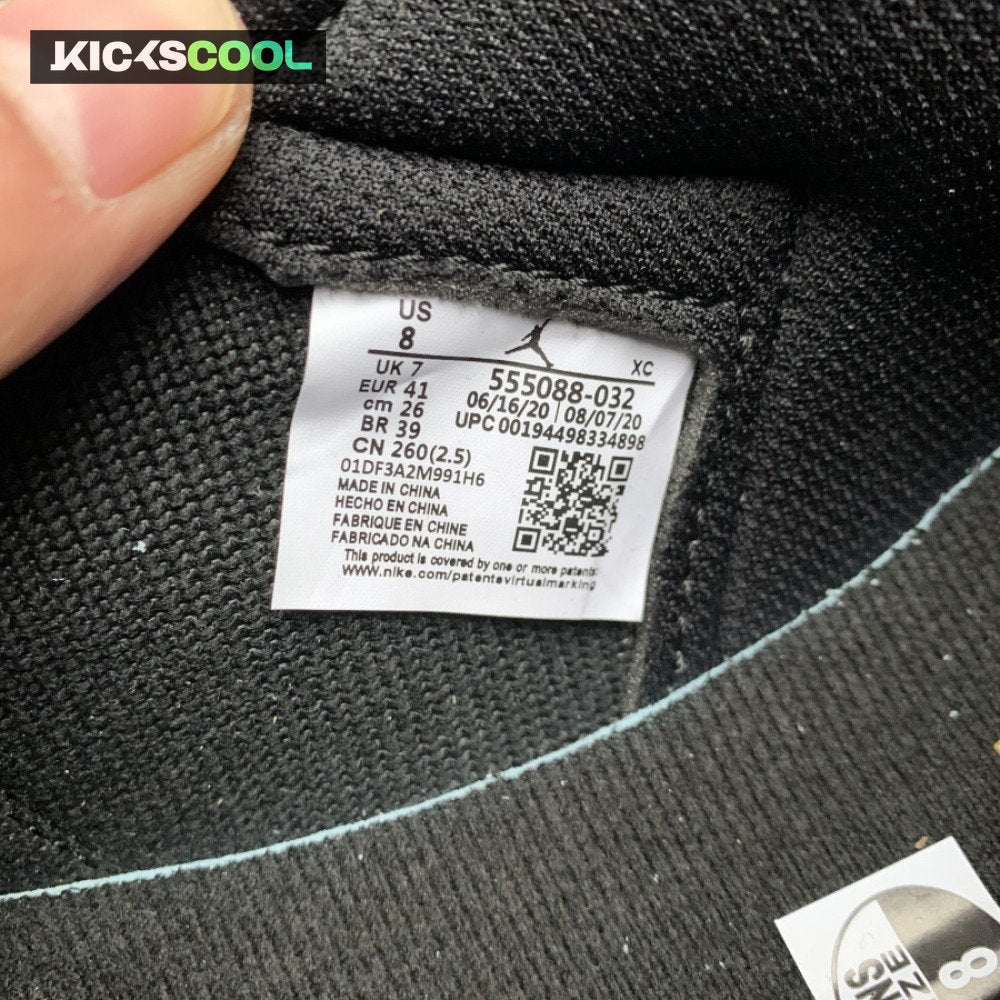 KICKSCOOL
US
8
XC
UK 7
555088-032
EUR 41
06/16/20 | 08/07/20
cm 26
UPC 00194498334898
BR 39
CN 260(2.5)
01DF3A2M991H6
MADE IN CHINA
HECHO EN CHINA
FABRIQUE EN CHINE
FABRICADO NA CHINA
This product is covered by one or more patents:
www.nike.com/patentsvirtualmarking
8